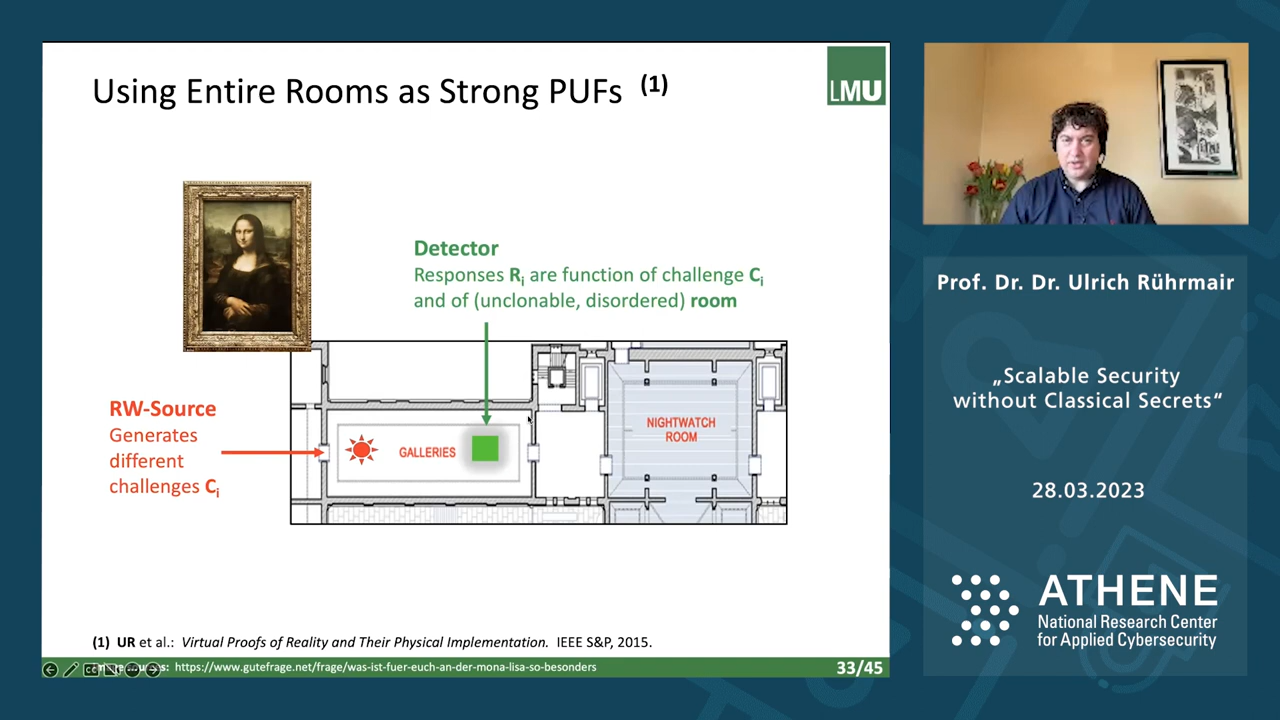 Using Entire Rooms as Strong PUFs (1)
LMU
Detector
Responses Ri are function of challenge Ci
and of (unclonable, disordered) room
RW-Source
Generates
different
challenges Ci
GALLERIES
NIGHTWATCH
ROOM
(1) UR et al.: Virtual Proofs of Reality and Their Physical Implementation. IEEE S&P, 2015.
https://www.gutefrage.net/frage/was-ist-fuer-euch-an-der-mona-lisa-so-besonders
33/45
Prof. Dr. Dr. Ulrich Rührmair
„Scalable Security
without Classical Secrets“
28.03.2023
ATHENE
National Research Center
for Applied Cybersecurity